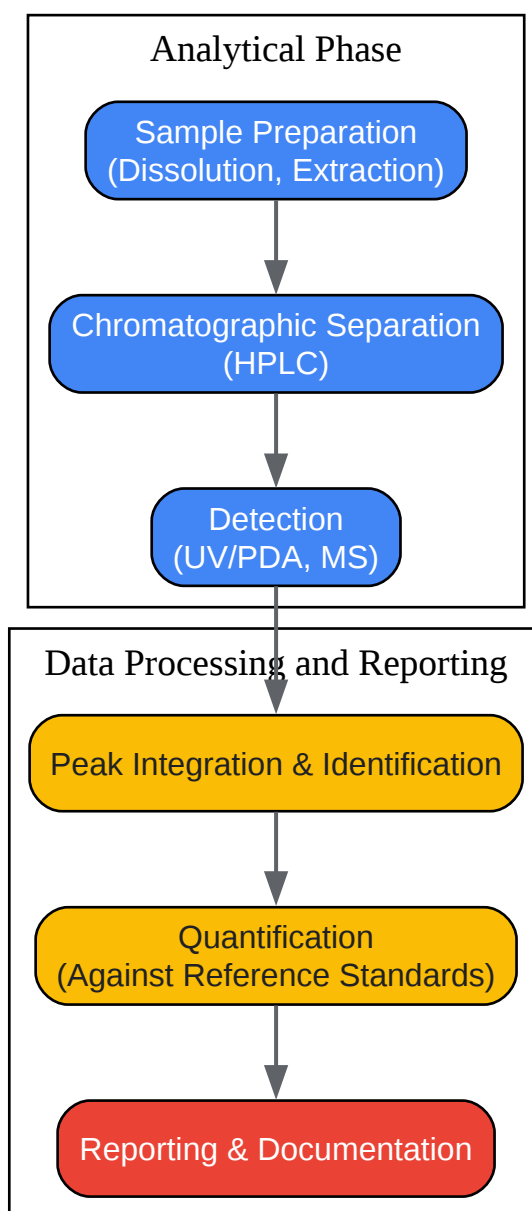 Analytical Phase
Sample Preparation
(Dissolution, Extraction)
Chromatographic Separation
(HPLC)
Detection
(UV/PDA, MS)
Data Processing and Reporting
Peak Integration & Identification
Quantification
(Against Reference Standards)
Reporting & Documentation